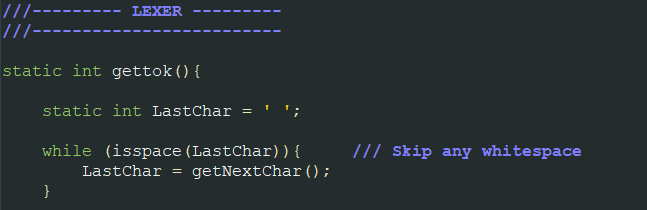 ///--------- LEXER ---------
///-------------------------
static int gettok(){
static int LastChar = ' ';
while (isspace(LastChar)){ /// Skip any whitespace
LastChar = getNextChar();
}